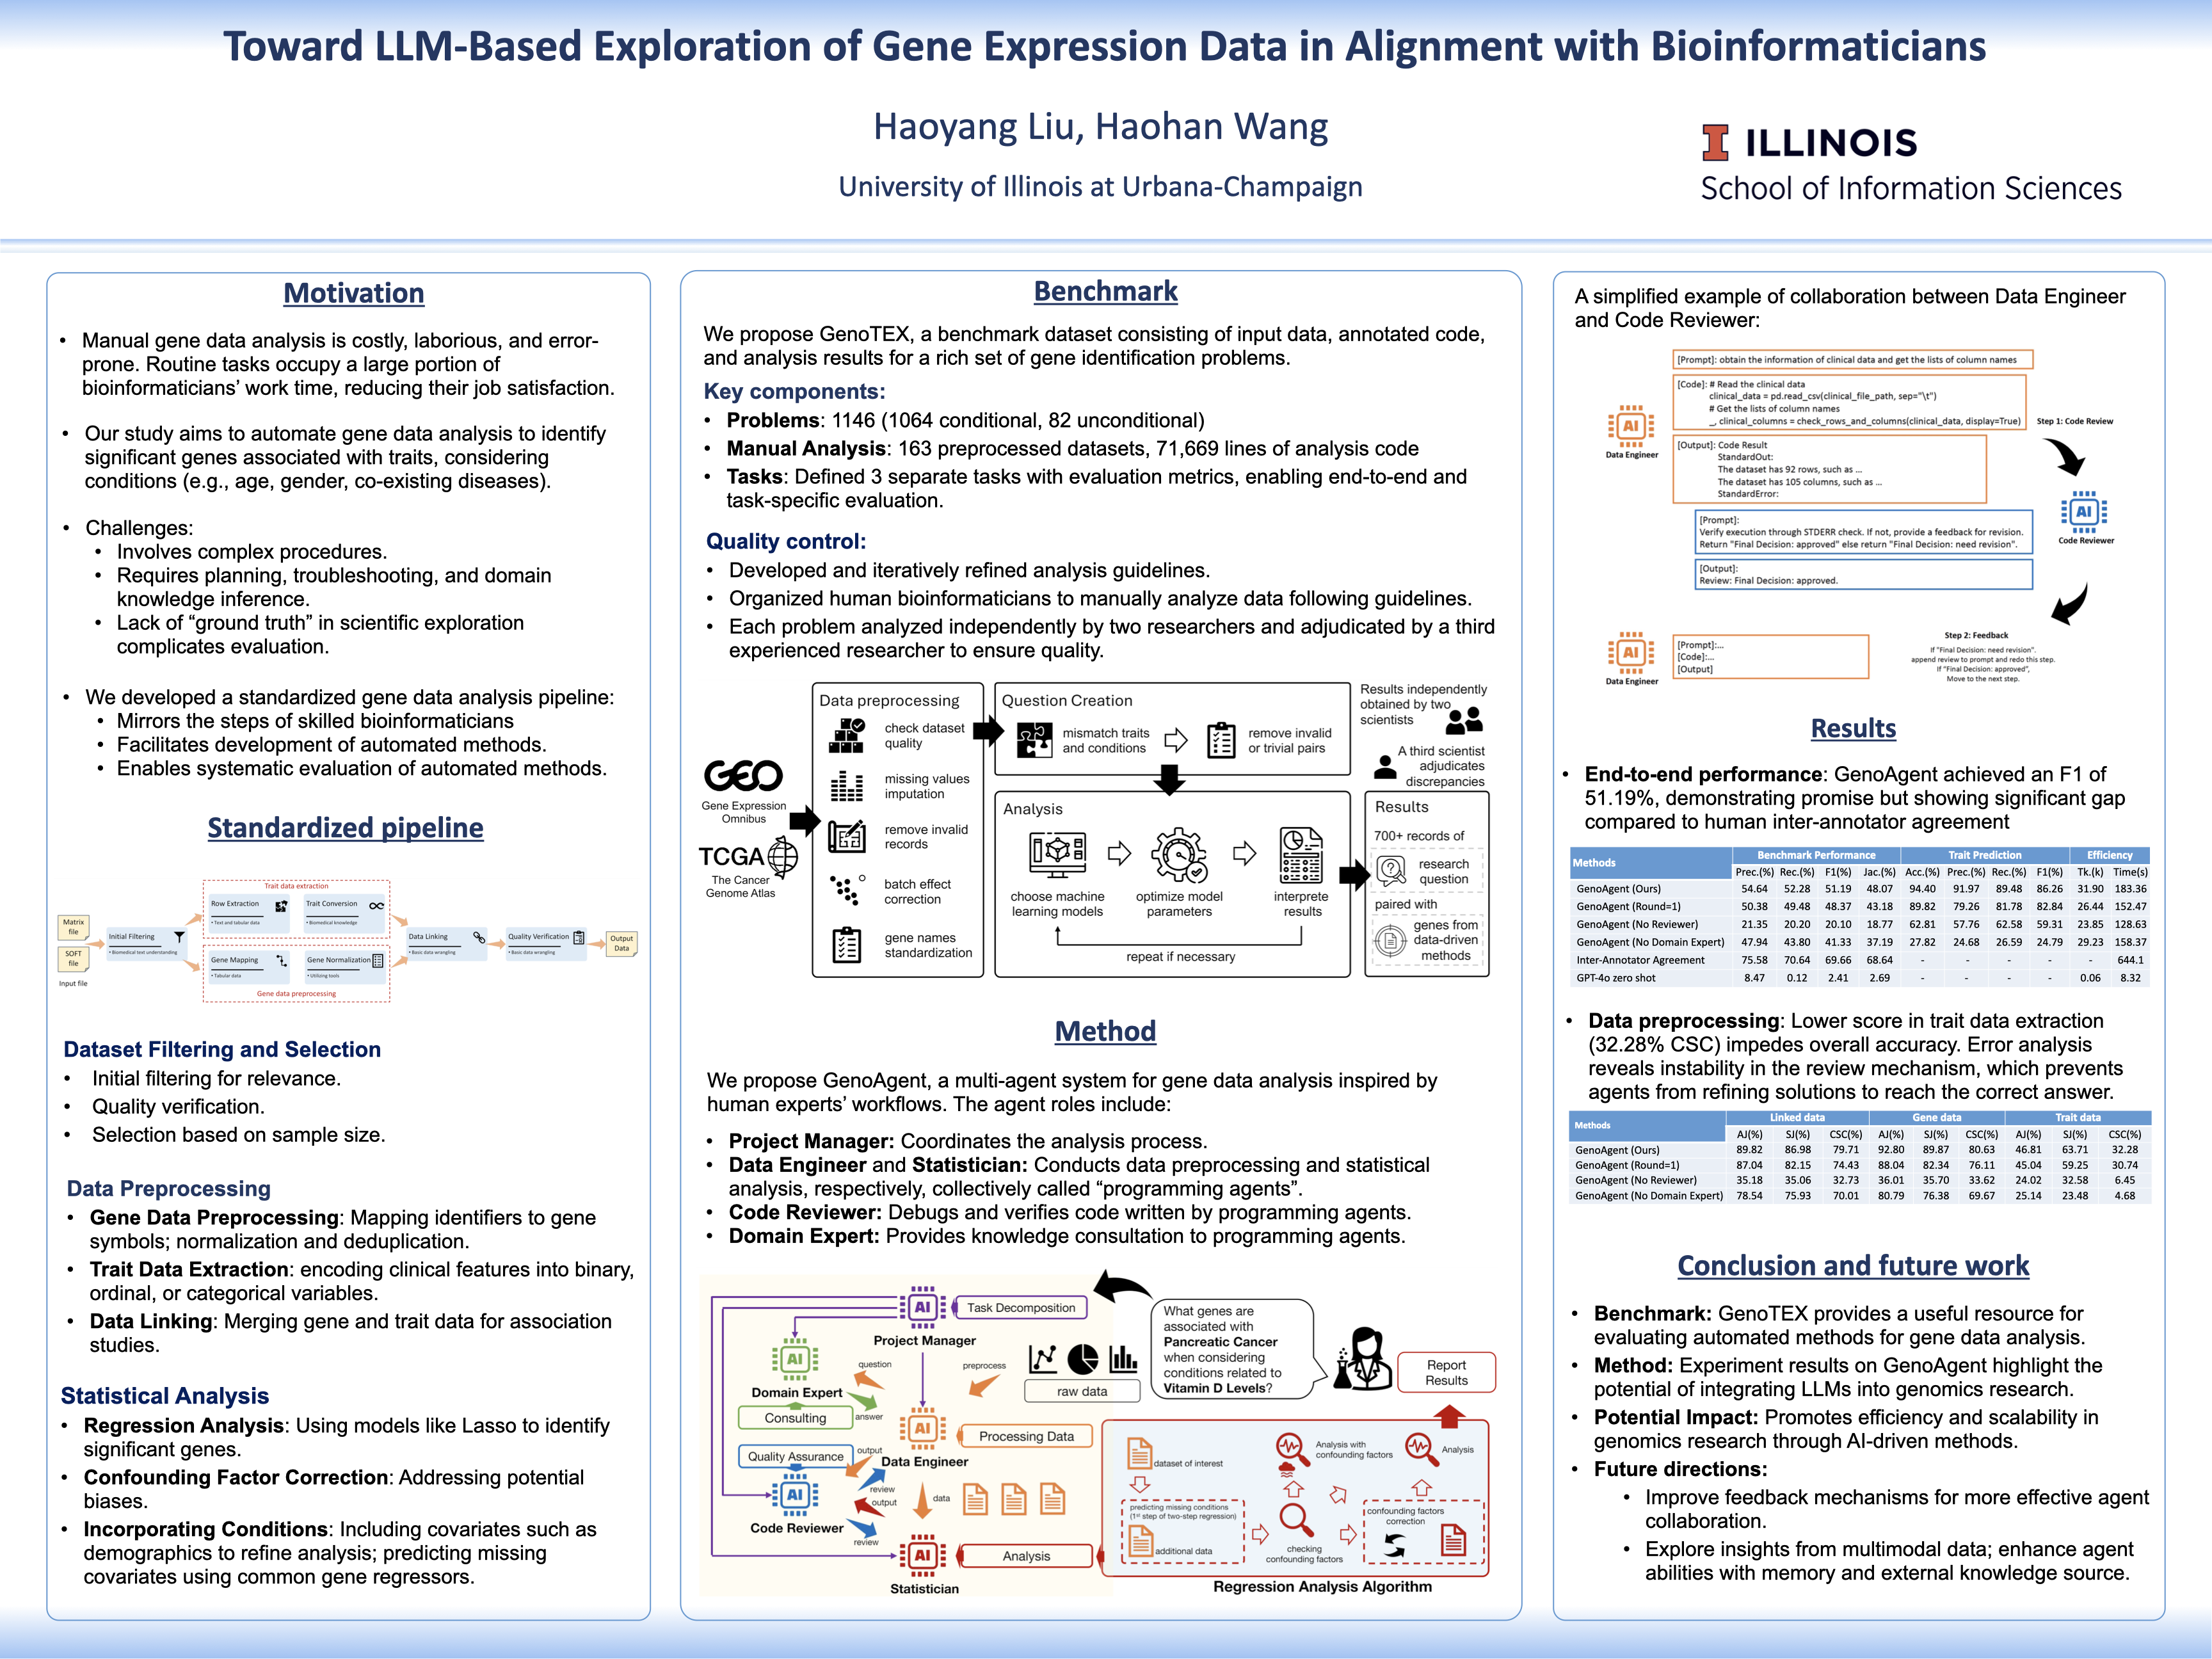 Toward LLM-Based Exploration of Gene Expression Data in Alignment with Bioinformaticians
Haoyang Liu, Haohan Wang
University of Illinois at Urbana-Champaign
I ILLINOIS
School of Information Sciences
Motivation
• Manual gene data analysis is costly, laborious, and error-
prone. Routine tasks occupy a large portion of
bioinformaticians' work time, reducing their job satisfaction.
• Our study aims to automate gene data analysis to identify
significant genes associated with traits, considering
conditions (e.g., age, gender, co-existing diseases).
• Challenges:
• Involves complex procedures.
• Requires planning, troubleshooting, and domain
knowledge inference.
• Lack of “ground truth” in scientific exploration
complicates evaluation.
• We developed a standardized gene data analysis pipeline:
• Mirrors the steps of skilled bioinformaticians
• Facilitates development of automated methods.
• Enables systematic evaluation of automated methods.
Standardized pipeline
Matrix
file
SOFT
file
Input file
Initial Filtering
• Biomedical text understanding
Trait data extraction
Row Extraction
• Text and tabular data
Trait Conversion
• Biomedical knowledge
Gene Mapping
• Tabular data
Gene Normalization
• Utilizing tools
Gene data preprocessing
Data Linking
• Basic data wrangling
Quality Verification
• Basic data wrangling
Output
Data
Dataset Filtering and Selection
• Initial filtering for relevance.
• Quality verification.
• Selection based on sample size.
Data Preprocessing
• Gene Data Preprocessing: Mapping identifiers to gene
symbols; normalization and deduplication.
• Trait Data Extraction: encoding clinical features into binary,
ordinal, or categorical variables.
• Data Linking: Merging gene and trait data for association
studies.
Statistical Analysis
• Regression Analysis: Using models like Lasso to identify
significant genes.
• Confounding Factor Correction: Addressing potential
biases.
• Incorporating Conditions: Including covariates such as
demographics to refine analysis; predicting missing
covariates using common gene regressors.
Benchmark
We propose GenoTEX, a benchmark dataset consisting of input data, annotated code,
and analysis results for a rich set of gene identification problems.
Key components:
• Problems: 1146 (1064 conditional, 82 unconditional)
• Manual Analysis: 163 preprocessed datasets, 71,669 lines of analysis code
• Tasks: Defined 3 separate tasks with evaluation metrics, enabling end-to-end and
task-specific evaluation.
Quality control:
• Developed and iteratively refined analysis guidelines.
• Organized human bioinformaticians to manually analyze data following guidelines.
• Each problem analyzed independently by two researchers and adjudicated by a third
experienced researcher to ensure quality.
GEO
Gene Expression
Omnibus
TCGA
The Cancer
Genome Atlas
Data preprocessing
check dataset
quality
missing values
imputation
remove invalid
records
batch effect
correction
gene names
standardization
Question Creation
mismatch traits
and conditions
remove invalid
or trivial pairs
Analysis
choose machine
learning models
optimize model
parameters
interprete
results
repeat if necessary
Results independently
obtained by two
scientists
A third scientist
adjudicates
discrepancies
Results
700+ records of
research
question
paired with
genes from
data-driven
methods
Method
We propose GenoAgent, a multi-agent system for gene data analysis inspired by
human experts' workflows. The agent roles include:
• Project Manager: Coordinates the analysis process.
• Data Engineer and Statistician: Conducts data preprocessing and statistical
analysis, respectively, collectively called “programming agents”.
• Code Reviewer: Debugs and verifies code written by programming agents.
• Domain Expert: Provides knowledge consultation to programming agents.
AI
Task Decomposition
Project Manager
AI
Domain Expert
Consulting
question
answer
preprocess
raw data
AI
Processing Data
Data Engineer
Quality Assurance
output
review
AI
Code Reviewer
output
review
data
AI
Analysis
Statistician
What genes are
associated with
Pancreatic Cancer
when considering
conditions related to
Vitamin D Levels?
Report
Results
dataset of interest
predicting missing conditions
(1st step of two-step regression)
additional data
Analysis with
confounding factors
Analysis
checking
confounding factors
confounding factors
correction
Regression Analysis Algorithm
A simplified example of collaboration between Data Engineer
and Code Reviewer:
[Prompt]: obtain the information of clinical data and get the lists of column names
[Code]: # Read the clinical data
clinical_data = pd.read_csv(clinical_file_path, sep="\t")
# Get the lists of column names
_, clinical_columns = check_rows_and_columns(clinical_data, display=True)
AI
Data Engineer
[Output]: Code Result
StandardOut:
The dataset has 92 rows, such as ...
The dataset has 105 columns, such as ...
StandardError:
Step 1: Code Review
AI
Code Reviewer
[Prompt]:
Verify execution through STDERR check. If not, provide a feedback for revision.
Return "Final Decision: approved" else return "Final Decision: need revision".
[Output]:
Review: Final Decision: approved.
AI
Data Engineer
[Prompt]:...
[Code]:...
[Output]
Step 2: Feedback
If "Final Decision: need revision".
append review to prompt and redo this step.
If "Final Decision: approved",
Move to the next step.
Results
• End-to-end performance: GenoAgent achieved an F1 of
51.19%, demonstrating promise but showing significant gap
compared to human inter-annotator agreement
Methods Benchmark Performance Trait Prediction Efficiency
Prec.(%) Rec.(%) F1(%) Jac.(%) Acc.(%) Prec.(%) Rec.(%) F1(%) Tk.(k) Time(s)
GenoAgent (Ours) 54.64 52.28 51.19 48.07 94.40 91.97 89.48 86.26 31.90 183.36
GenoAgent (Round=1) 50.38 49.48 48.37 43.18 89.82 79.26 81.78 82.84 26.44 152.47
GenoAgent (No Reviewer) 21.35 20.20 20.10 18.77 62.81 57.76 62.58 59.31 23.85 128.63
GenoAgent (No Domain Expert) 47.94 43.80 41.33 37.19 27.82 24.68 26.59 24.79 29.23 158.37
Inter-Annotator Agreement 75.58 70.64 69.66 68.64 - - - - 644.1
GPT-4o zero shot 8.47 0.12 2.41 2.69 - - - - 0.06 8.32
• Data preprocessing: Lower score in trait data extraction
(32.28% CSC) impedes overall accuracy. Error analysis
reveals instability in the review mechanism, which prevents
agents from refining solutions to reach the correct answer.
Methods Linked data Gene data Trait data
AJ(%) SJ(%) CSC(%) AJ(%) SJ(%) CSC(%) AJ(%) SJ(%) CSC(%)
GenoAgent (Ours) 89.82 86.98 79.71 92.80 89.87 80.63 46.81 63.71 32.28
GenoAgent (Round=1) 87.04 82.15 74.43 88.04 82.34 76.11 45.04 59.25 30.74
GenoAgent (No Reviewer) 35.18 35.06 32.73 36.01 35.70 33.62 24.02 32.58 6.45
GenoAgent (No Domain Expert) 78.54 75.93 70.01 80.79 76.38 69.67 25.14 23.48 4.68
Conclusion and future work
• Benchmark: GenoTEX provides a useful resource for
evaluating automated methods for gene data analysis.
• Method: Experiment results on GenoAgent highlight the
potential of integrating LLMs into genomics research.
• Potential Impact: Promotes efficiency and scalability in
genomics research through AI-driven methods.
• Future directions:
• Improve feedback mechanisms for more effective agent
collaboration.
• Explore insights from multimodal data; enhance agent
abilities with memory and external knowledge source.